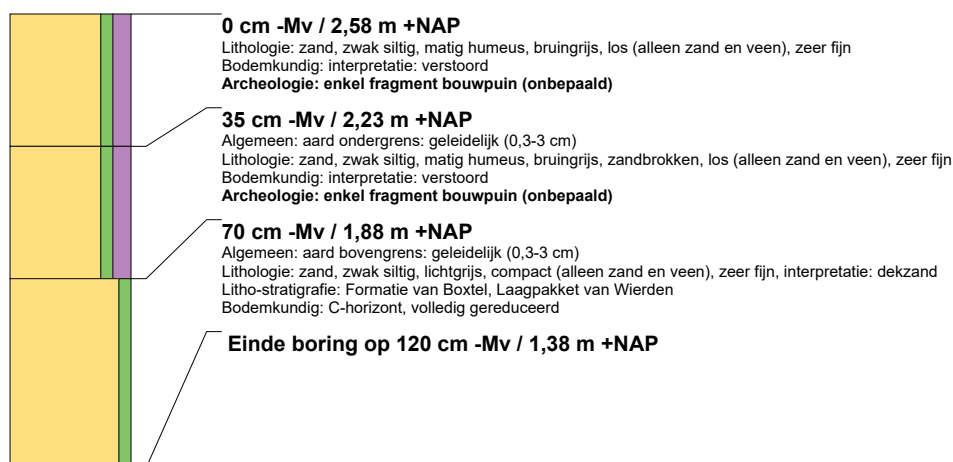 0 cm -Mv / 2,58 m +NAP
Lithologie: zand, zwak siltig, matig humeus, bruingrijs, los (alleen zand en veen), zeer fijn
Bodemkundig: interpretatie: verstoord
Archeologie: enkel fragment bouwpuin (onbepaald)
35 cm -Mv / 2,23 m +NAP
Algemeen: aard ondergrens: geleidelijk (0,3-3 cm)
Lithologie: zand, zwak siltig, matig humeus, bruingrijs, zandbrokken, los (alleen zand en veen), zeer fijn
Bodemkundig: interpretatie: verstoord
Archeologie: enkel fragment bouwpuin (onbepaald)
70 cm -Mv / 1,88 m +NAP
Algemeen: aard bovengrens: geleidelijk (0,3-3 cm)
Lithologie: zand, zwak siltig, lichtgrijs, compact (alleen zand en veen), zeer fijn, interpretatie: dekzand
Litho-stratigrafie: Formatie van Boxtel, Laagpakket van Wierden
Bodemkundig: C-horizont, volledig gereduceerd
Einde boring op 120 cm -Mv / 1,38 m +NAP